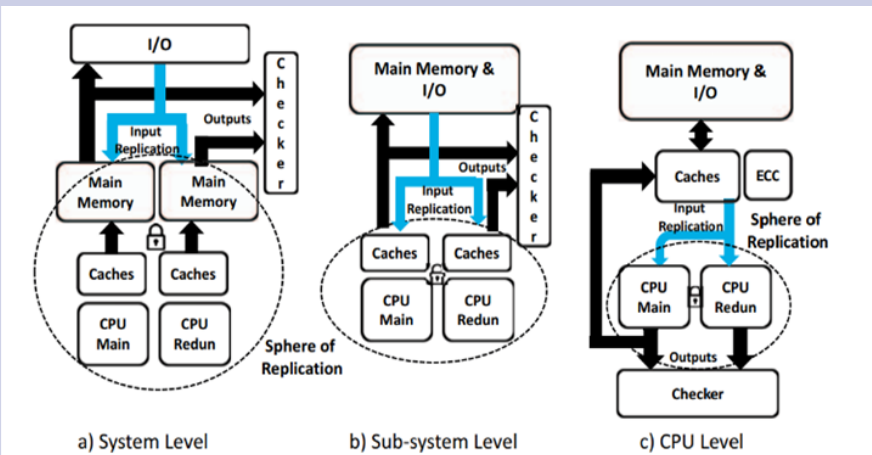 I/O
Checker
Outputs
Input
Replication
Main
Memory
Main
Memory
Caches
Caches
CPU
Main
CPU
Redun
Sphere of
Replication
a) System Level
Main Memory &
I/O
Checker
Outputs
Input
Replication
Caches
Caches
CPU
Main
CPU
Redun
b) Sub-system Level
Main Memory &
I/O
Caches
ECC
Input
Replication
Sphere of
Replication
CPU
Main
CPU
Redun
Outputs
Checker
c) CPU Level